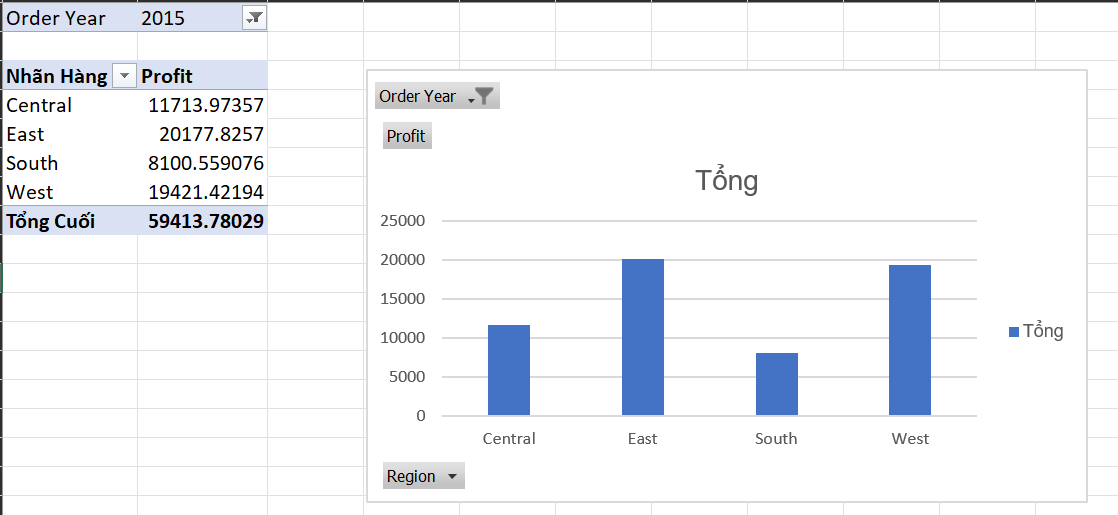 Order Year 2015
Nhãn Hàng Profit
Central 11713.97357
East 20177.8257
South 8100.559076
West 19421.42194
Tổng Cuối 59413.78029
Order Year
Profit
Tổng
25000
20000
15000
10000
5000
0
Central East South West
Tổng
Region